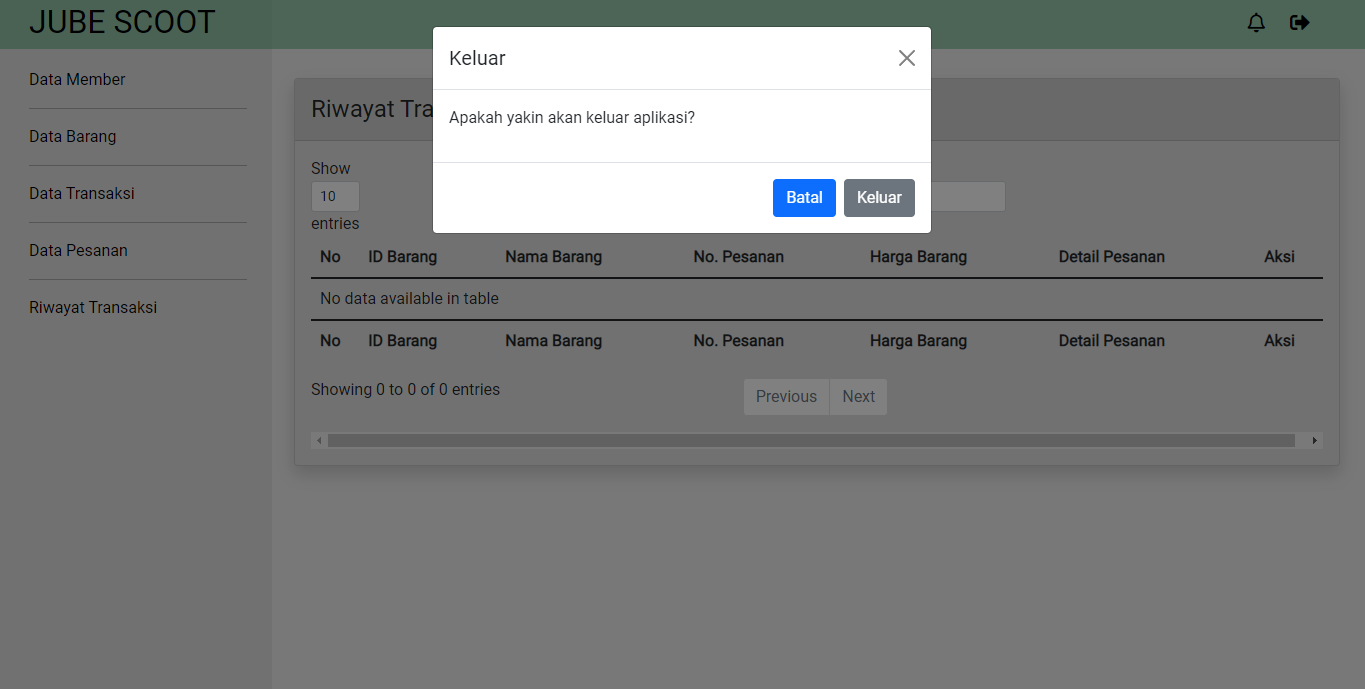 JUBE SCOOT
Data Member
Data Barang
Data Transaksi
Data Pesanan
Riwayat Transaksi
Keluar
Apakah yakin akan keluar aplikasi?
Batal Keluar
Riwayat Tra
Show
10
entries
No ID Barang Nama Barang No. Pesanan Harga Barang Detail Pesanan Aksi
No data available in table
No ID Barang Nama Barang No. Pesanan Harga Barang Detail Pesanan Aksi
Showing 0 to 0 of 0 entries
Previous Next